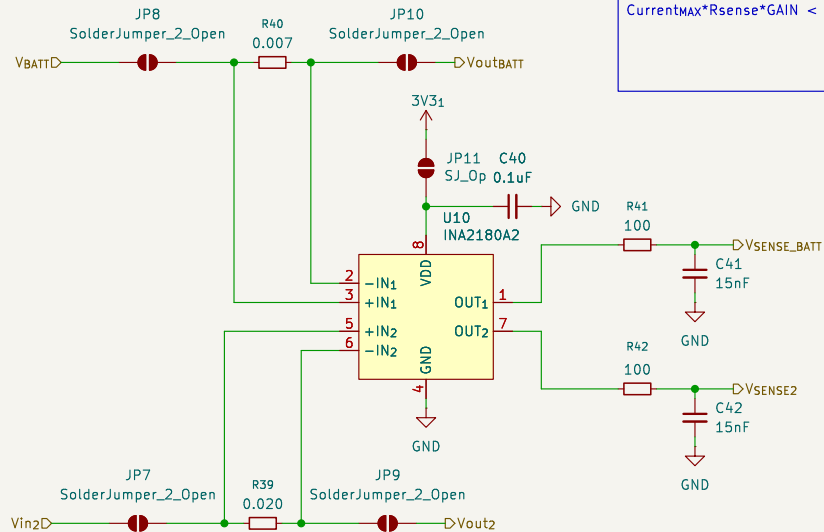 CurrentMAX*Rsense*GAIN <
JP8
SolderJumper_2_Open
R40
0.007
JP10
SolderJumper_2_Open
VBATT
VoutBATT
3V31
JP11
SJ_Op
C40
0.1uF
GND
U10
INA2180A2
R41
100
VSENSE_BATT
C41
15nF
GND
8
VDD
2
-IN1
3
+IN1
5
+IN2
6
-IN2
OUT1
1
OUT2
7
GND
4
GND
R42
100
VSENSE2
C42
15nF
GND
JP7
SolderJumper_2_Open
R39
0.020
JP9
SolderJumper_2_Open
Vin2
Vout2